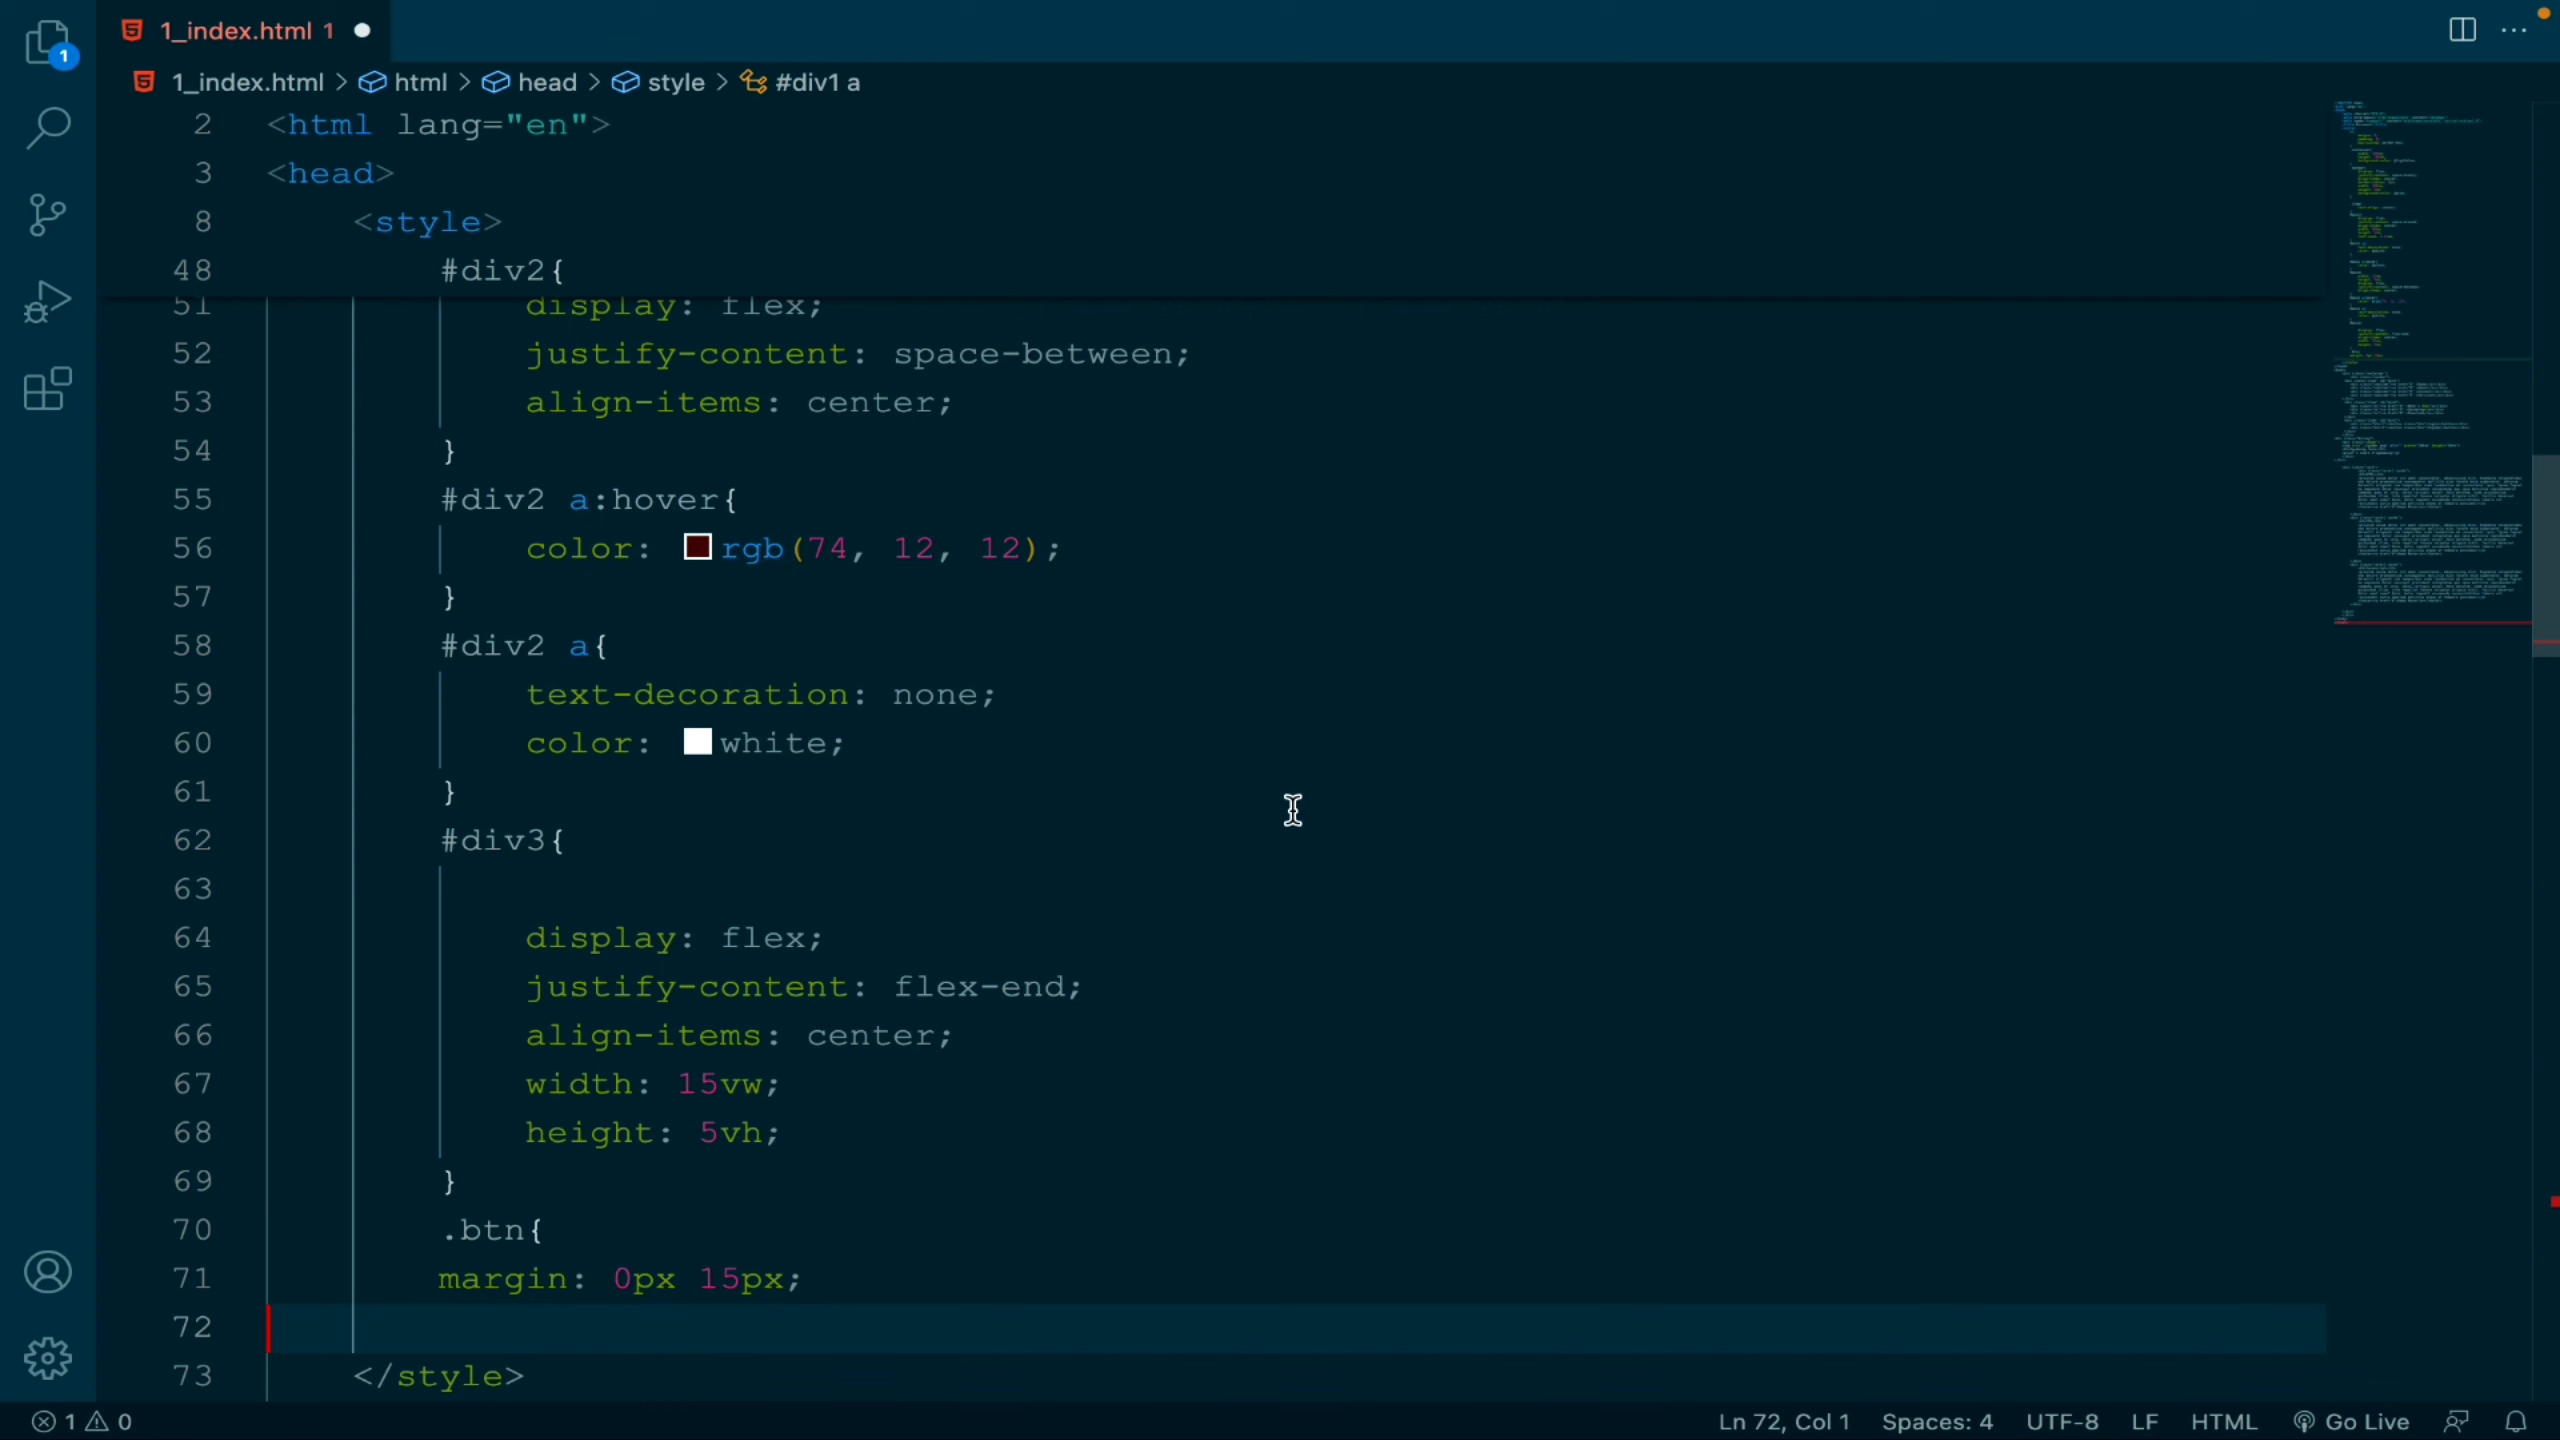 1_index.html 1
1
1_index.html > html > head > style > #div1 a
2 <html lang="en">
3 <head>
8 <style>
48 #div2{
51 display: flex;
52 justify-content: space-between;
53 align-items: center;
54 }
55 #div2 a:hover{
56 color: rgb(74, 12, 12);
57 }
58 #div2 a{
59 text-decoration: none;
60 color: white;
61 }
62 #div3{
63
64 display: flex;
65 justify-content: flex-end;
66 align-items: center;
67 width: 15vw;
68 height: 5vh;
69 }
70 .btn{
71 margin: 0px 15px;
72
73 </style>
1 0 Ln 72, Col 1 Spaces: 4 UTF-8 LF HTML Go Live